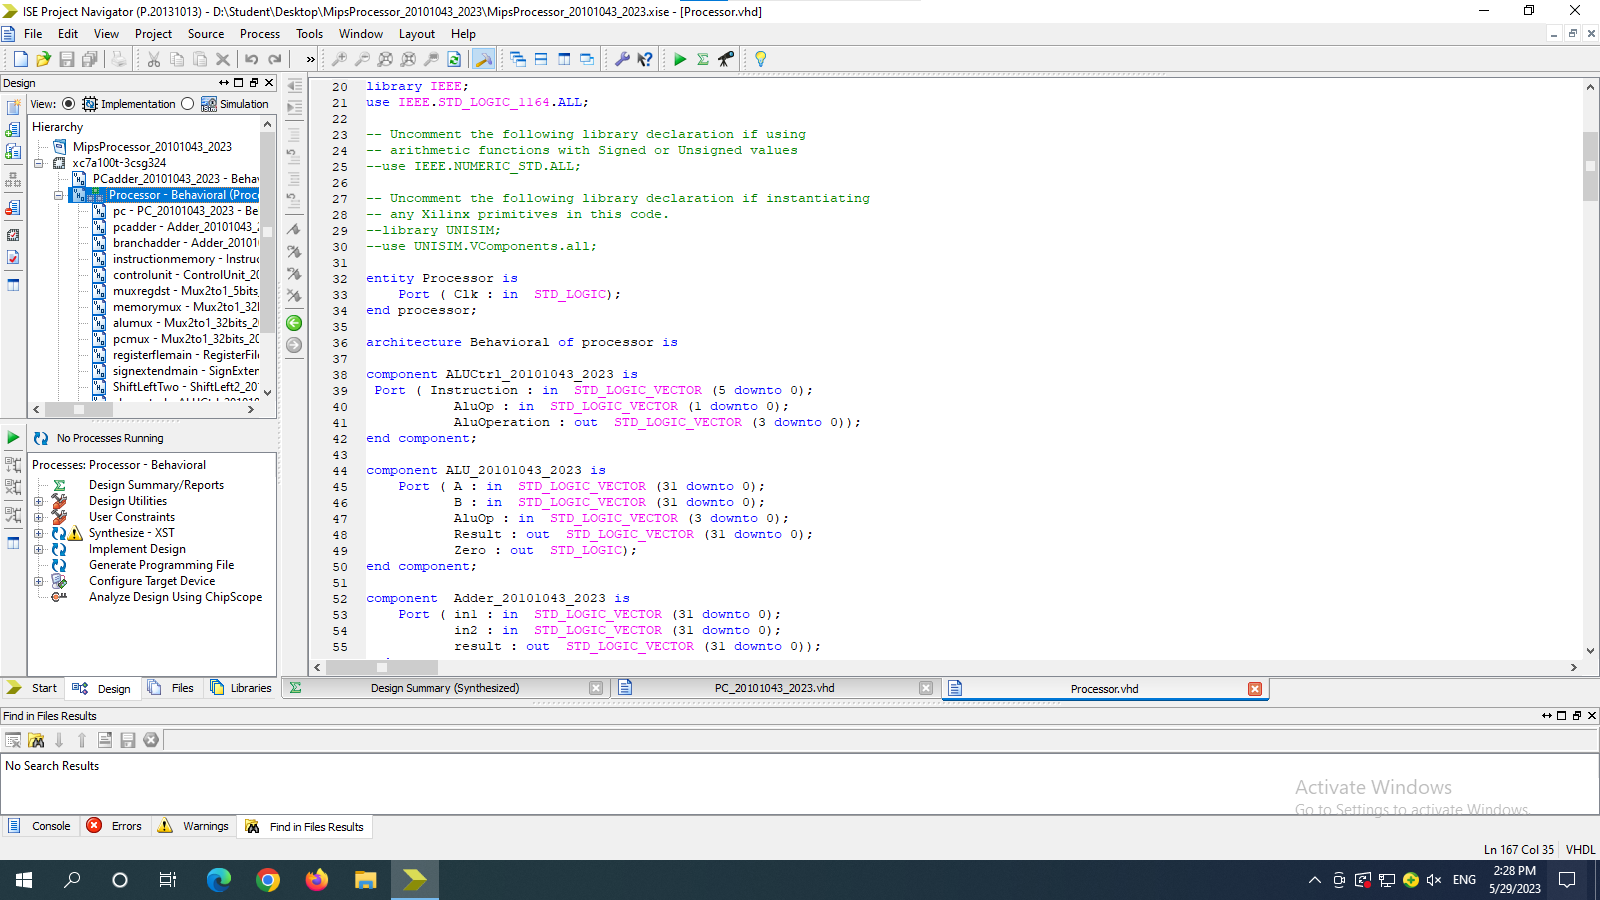 ISE Project Navigator (P.20131013) - D:\Student\Desktop\MipsProcessor_20101043_2023\MipsProcessor_20101043_2023.xise - [Processor.vhd]
File Edit View Project Source Process Tools Window Layout Help
Design
View: Implementation Simulation
Hierarchy
MipsProcessor_20101043_2023
xc7a100t-3csg324
PCadder_20101043_2023 - Behav
Processor - Behavioral (Proce
pc - PC_20101043_2023 - Be
pcadder - Adder_20101043_
branchadder - Adder_20101
instructionmemory - Instruc
controlunit - ControlUnit_20
muxregdst - Mux2to1_5bits_
memorymux - Mux2to1_32l
alumux - Mux2to1_32bits_2
pcmux - Mux2to1_32bits_20
registerflemain - RegisterFil
signextendmain - SignExten
ShiftLeftTwo - ShiftLeft2_20
No Processes Running
Processes: Processor - Behavioral
Design Summary/Reports
Design Utilities
User Constraints
Synthesize - XST
Implement Design
Generate Programming File
Configure Target Device
Analyze Design Using ChipScope
Start Design Files Libraries
20 library IEEE;
21 use IEEE.STD_LOGIC_1164.ALL;
22
23 -- Uncomment the following library declaration if using
24 -- arithmetic functions with Signed or Unsigned values
25 --use IEEE.NUMERIC_STD.ALL;
26
27 -- Uncomment the following library declaration if instantiating
28 -- any Xilinx primitives in this code.
29 --library UNISIM;
30 --use UNISIM.VComponents.all;
31
32 entity Processor is
33 Port ( Clk : in STD_LOGIC);
34 end processor;
35
36 architecture Behavioral of processor is
37
38 component ALUCtrl_20101043_2023 is
39 Port ( Instruction : in STD_LOGIC_VECTOR (5 downto 0);
40 AluOp : in STD_LOGIC_VECTOR (1 downto 0);
41 AluOperation : out STD_LOGIC_VECTOR (3 downto 0));
42 end component;
43
44 component ALU_20101043_2023 is
45 Port ( A : in STD_LOGIC_VECTOR (31 downto 0);
46 B : in STD_LOGIC_VECTOR (31 downto 0);
47 AluOp : in STD_LOGIC_VECTOR (3 downto 0);
48 Result : out STD_LOGIC_VECTOR (31 downto 0);
49 Zero : out STD_LOGIC);
50 end component;
51
52 component Adder_20101043_2023 is
53 Port ( in1 : in STD_LOGIC_VECTOR (31 downto 0);
54 in2 : in STD_LOGIC_VECTOR (31 downto 0);
55 result : out STD_LOGIC_VECTOR (31 downto 0));
Design Summary (Synthesized) PC_20101043_2023.vhd Processor.vhd
Find in Files Results
No Search Results
Activate Windows
Go to Settings to activate Windows.
Console Errors Warnings Find in Files Results
Ln 167 Col 35 VHDL
ENG
2:28 PM
5/29/2023